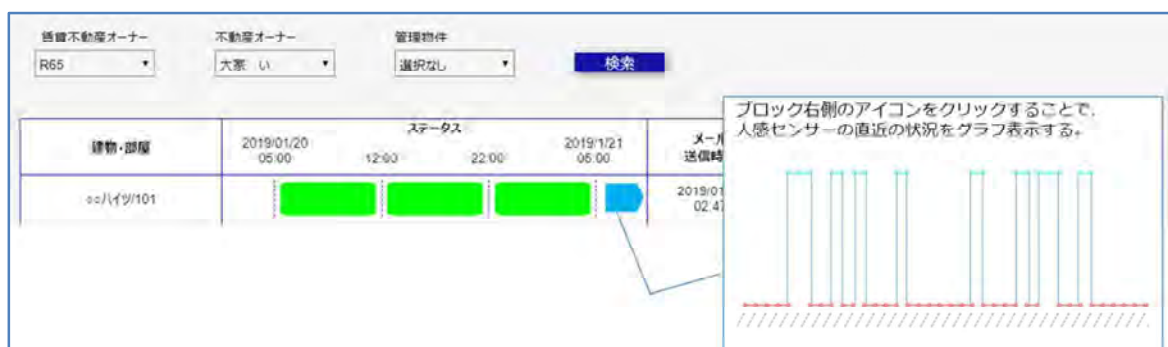 賃貸不動産オーナー 不動産オーナー 管理物件
R65 大家 い 選択なし 検索
ブロック右側のアイコンをクリックすることで、
人感センサーの直近の状況をグラフ表示する。
建物・部屋 ステータス メール
2019/01/20 2019/1/21 送信時
05:00 12:00 22:00 05:00
○○ハイツ/101 2019/01
02:47